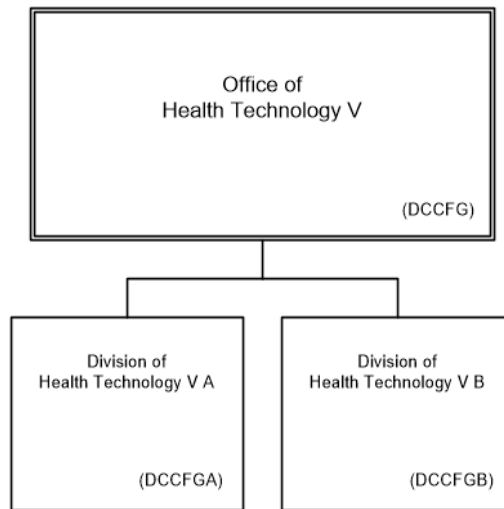 Office of
Health Technology V
(DCCFG)
Division of
Health Technology V A
(DCCFGA)
Division of
Health Technology V B
(DCCFGB)